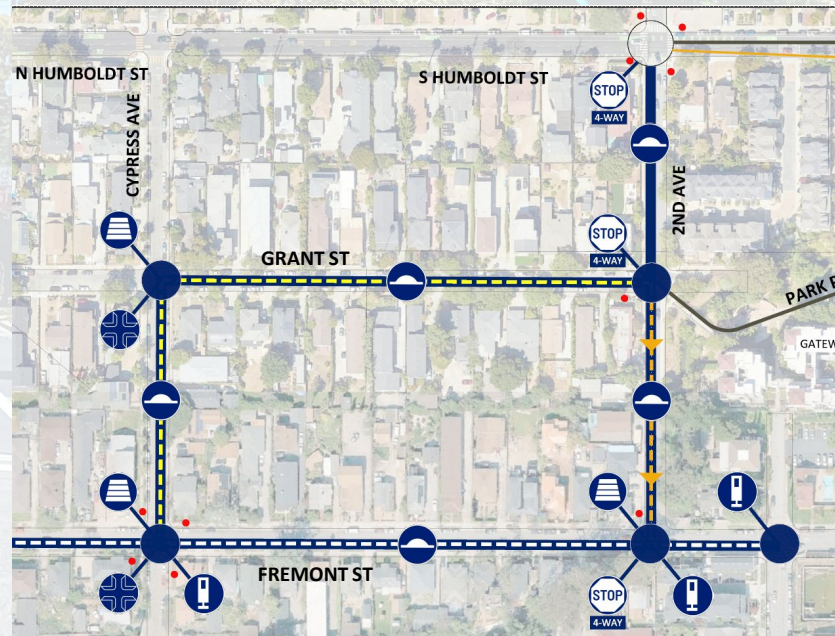 N HUMBOLDT ST
S HUMBOLDT ST
STOP
4-WAY
CYPRESS AVE
2ND AVE
STOP
4-WAY
GRANT ST
PARK
GATEW
FREMONT ST
STOP
4-WAY